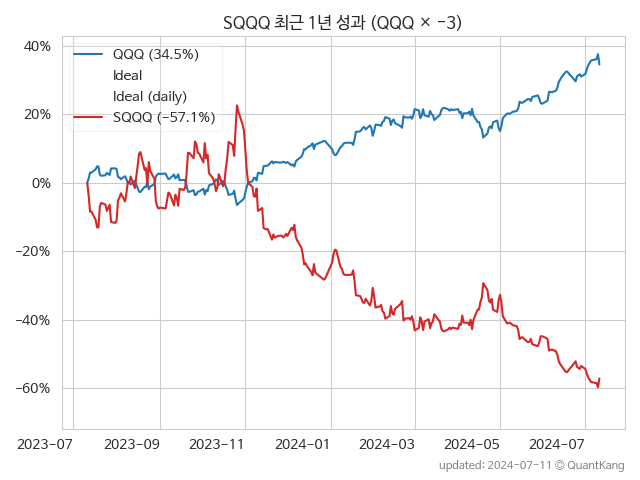 SQQQ 최근 1년 성과 (QQQ × −3)
QQQ (34.5%)
Ideal
Ideal (daily)
SQQQ (−57.1%)
40%
20%
0%
−20%
−40%
−60%
2023-07 2023-09 2023-11 2024-01 2024-03 2024-05 2024-07
updated: 2024-07-11 © QuantKang